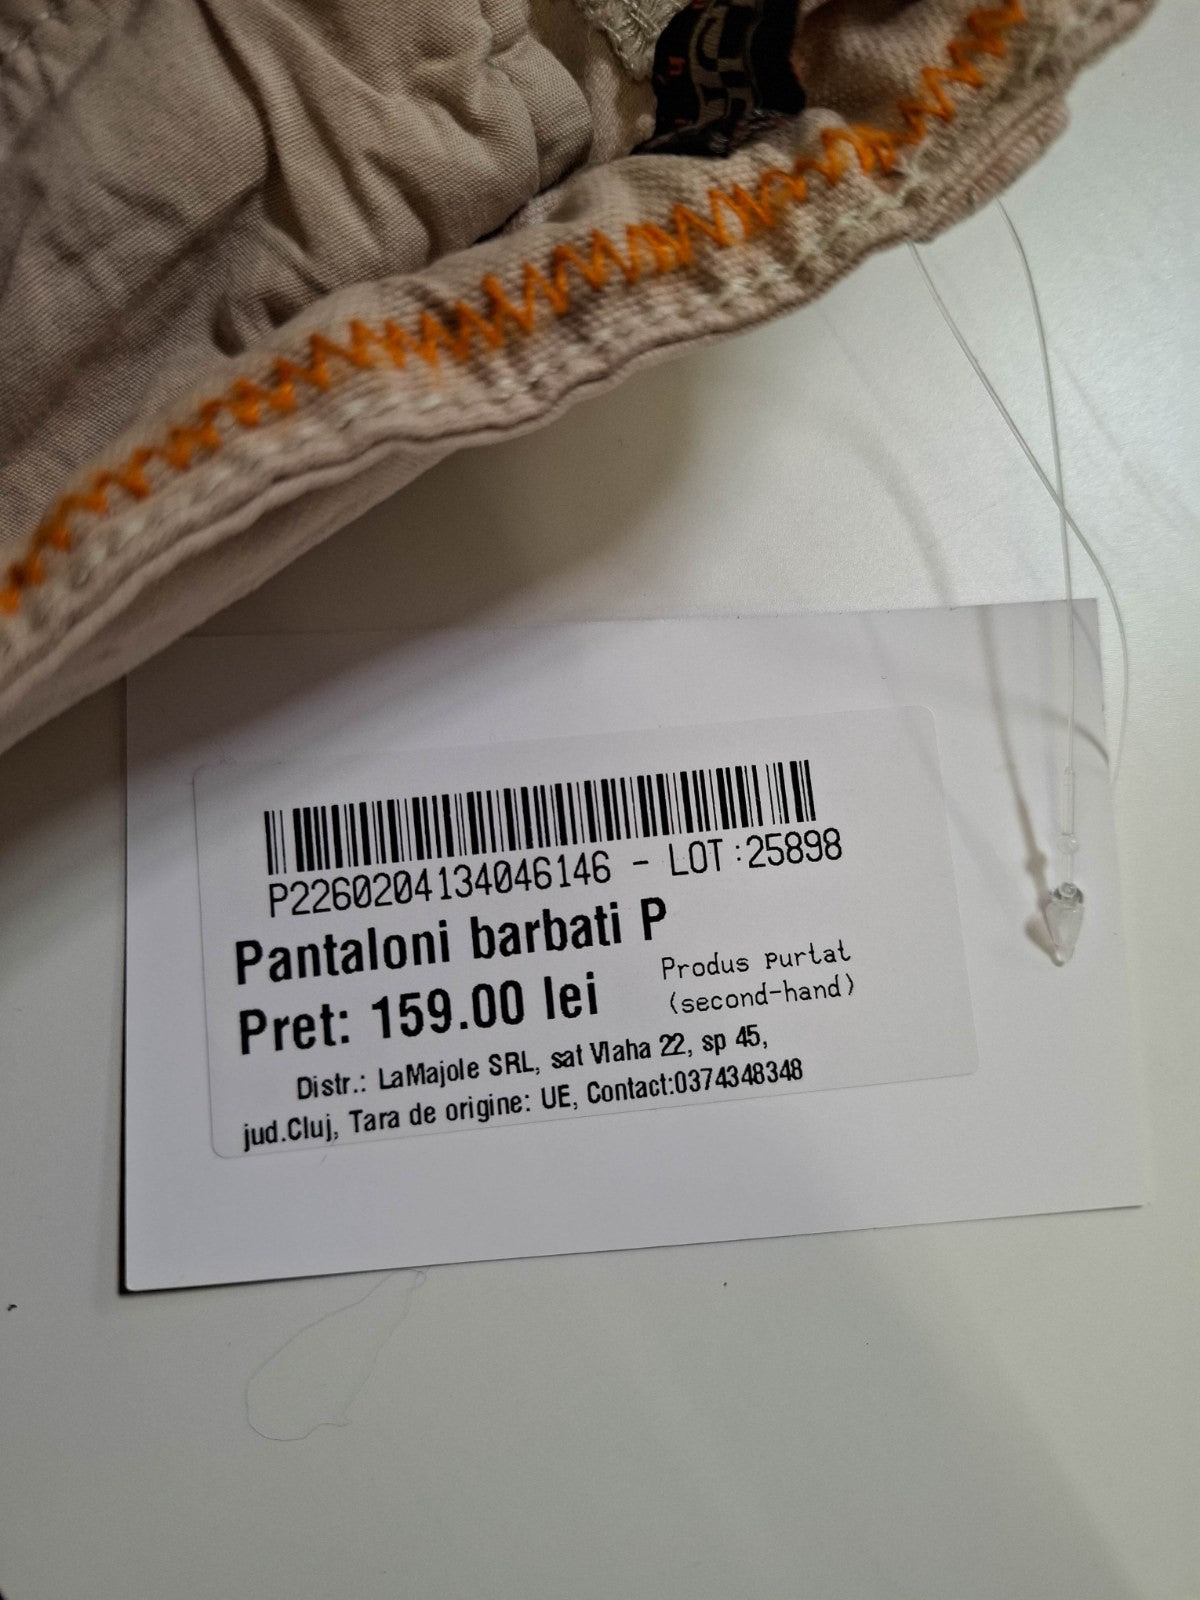 P2260204134046146 - LOT:25898
Pantaloni barbati P
Pret: 159.00 lei
Produs purtat
(second-hand)
Distr.: LaMajole SRL, sat Vlaha 22, sp 45,
jud.Cluj, Tara de origine: UE, Contact:0374348348